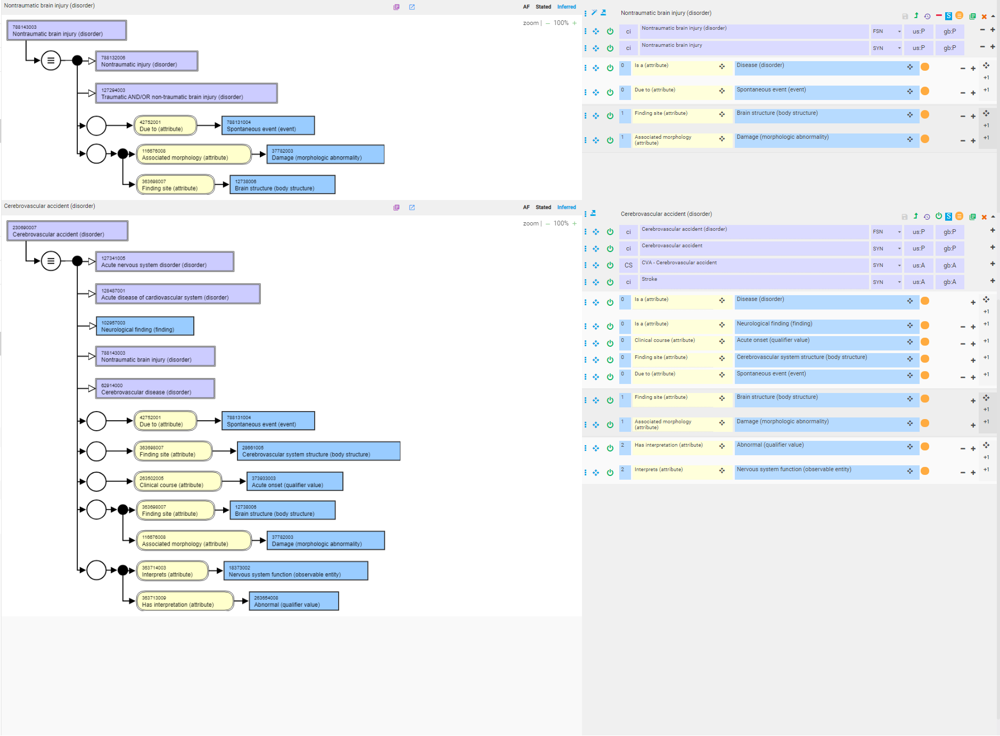 Nontraumatic brain injury (disorder)
AF Stated Inferred
zoom | − 100% +
788143003
Nontraumatic brain injury (disorder)
788132006
Nontraumatic injury (disorder)
127294003
Traumatic AND/OR non-traumatic brain injury (disorder)
42752001
Due to (attribute)
788131004
Spontaneous event (event)
116676008
Associated morphology (attribute)
37782003
Damage (morphologic abnormality)
363698007
Finding site (attribute)
12738006
Brain structure (body structure)
Nontraumatic brain injury (disorder)
S
ci Nontraumatic brain injury (disorder) FSN us:P gb:P
ci Nontraumatic brain injury SYN us:P gb:P
0 Is a (attribute) Disease (disorder)
+1
0 Due to (attribute) Spontaneous event (event) +1
1 Finding site (attribute) Brain structure (body structure)
+1
1 Associated morphology (attribute) Damage (morphologic abnormality) +1
Cerebrovascular accident (disorder)
AF Stated Inferred
zoom | − 100% +
230690007
Cerebrovascular accident (disorder)
127341005
Acute nervous system disorder (disorder)
128487001
Acute disease of cardiovascular system (disorder)
102957003
Neurological finding (finding)
788143003
Nontraumatic brain injury (disorder)
62914000
Cerebrovascular disease (disorder)
42752001
Due to (attribute)
788131004
Spontaneous event (event)
363698007
Finding site (attribute)
28661005
Cerebrovascular system structure (body structure)
263502005
Clinical course (attribute)
373933003
Acute onset (qualifier value)
363698007
Finding site (attribute)
12738006
Brain structure (body structure)
116676008
Associated morphology (attribute)
37782003
Damage (morphologic abnormality)
363714003
Interprets (attribute)
18373002
Nervous system function (observable entity)
363713009
Has interpretation (attribute)
263654008
Abnormal (qualifier value)
Cerebrovascular accident (disorder)
S
ci Cerebrovascular accident (disorder) FSN us:P gb:P
ci Cerebrovascular accident SYN us:P gb:P
CS CVA - Cerebrovascular accident SYN us:A gb:A
ci Stroke SYN us:A gb:A
0 Is a (attribute) Disease (disorder)
+1
0 Is a (attribute) Neurological finding (finding) +1
0 Clinical course (attribute) Acute onset (qualifier value) +1
0 Finding site (attribute) Cerebrovascular system structure (body structure) +1
0 Due to (attribute) Spontaneous event (event) +1
1 Finding site (attribute) Brain structure (body structure)
+1
1 Associated morphology (attribute) Damage (morphologic abnormality) +1
2 Has interpretation (attribute) Abnormal (qualifier value)
+1
2 Interprets (attribute) Nervous system function (observable entity) +1